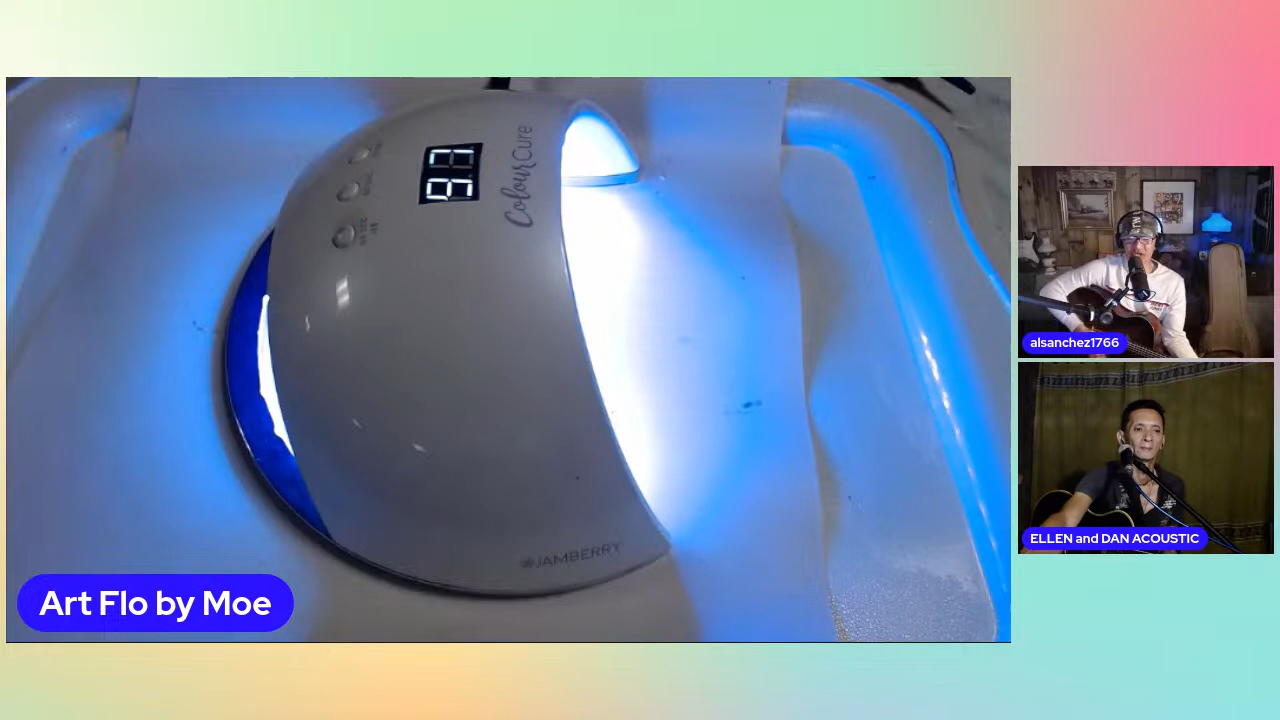 ColourCure
#JAMBERRY
Art Flo by Moe
alsanchez1766
ELLEN and DAN ACOUSTIC